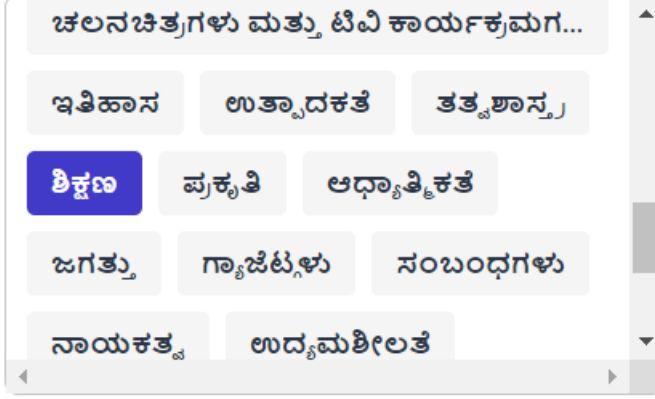 ಚಲನಚಿತ್ರಗಳು ಮತ್ತು ಟಿವಿ ಕಾರ್ಯಕ್ರಮಗ...
ಇತಿಹಾಸ ಉತ್ಪಾದಕತೆ ತತ್ವಶಾಸ್ತ್ರ
ಶಿಕ್ಷಣ ಪ್ರಕೃತಿ ಆಧ್ಯಾತ್ಮಿಕತೆ
ಜಗತ್ತು ಗ್ಯಾಜೆಟ್ಗಳು ಸಂಬಂಧಗಳು
ನಾಯಕತ್ವ ಉದ್ಯಮಶೀಲತೆ